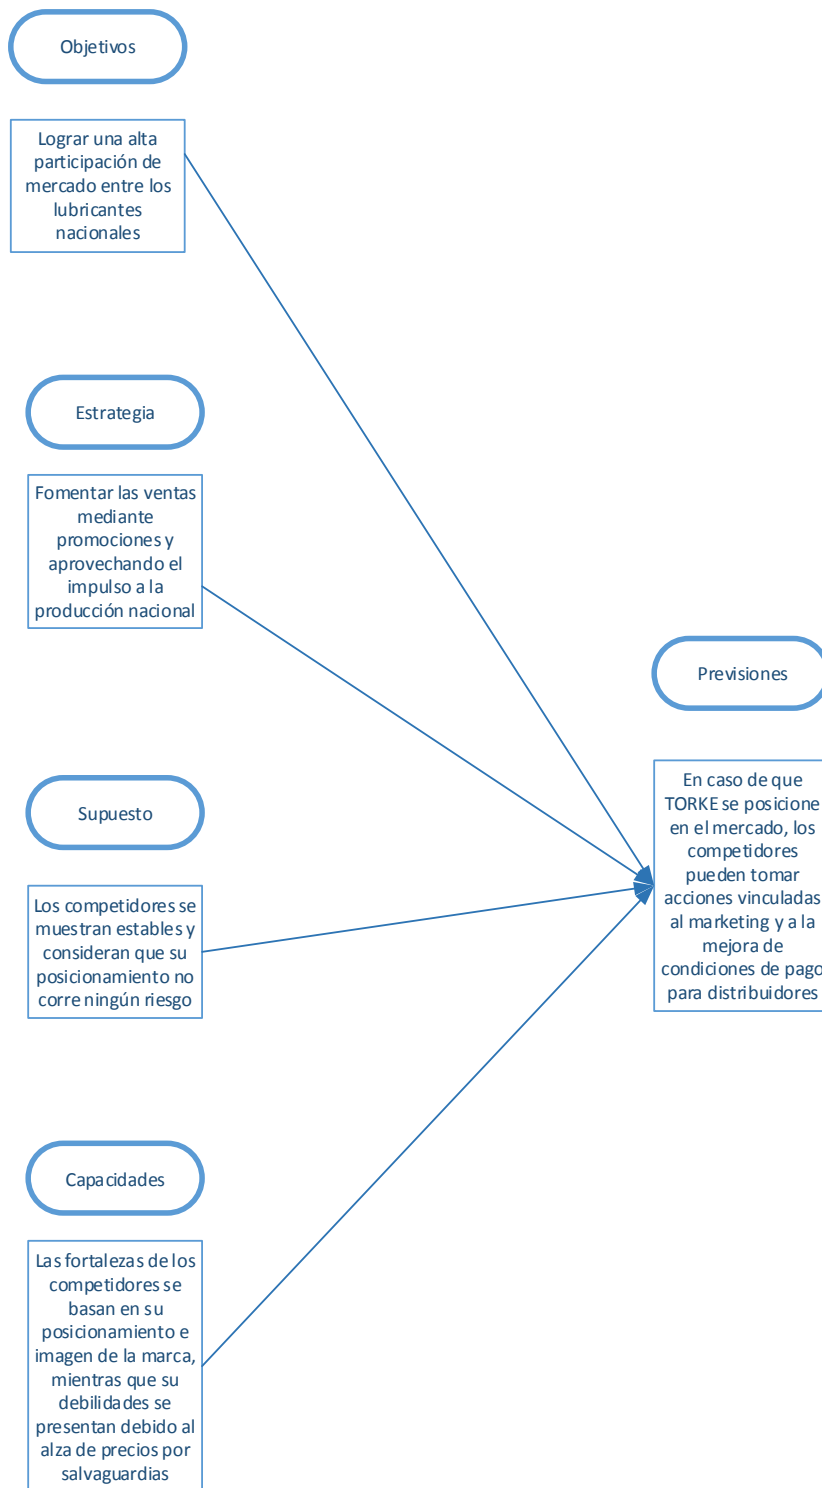 Objetivos
Lograr una alta
participación de
mercado entre los
lubricantes
nacionales
Estrategia
Fomentar las ventas
mediante
promociones y
aprovechando el
impulso a la
producción nacional
Supuesto
Los competidores se
muestran estables y
consideran que su
posicionamiento no
corre ningún riesgo
Capacidades
Las fortalezas de los
competidores se
basan en su
posicionamiento e
imagen de la marca,
mientras que su
debilidades se
presentan debido al
alza de precios por
salvaguardias
Previsiones
En caso de que
TORKE se posicione
en el mercado, los
competidores
pueden tomar
acciones vinculadas
al marketing y a la
mejora de
condiciones de pago
para distribuidores